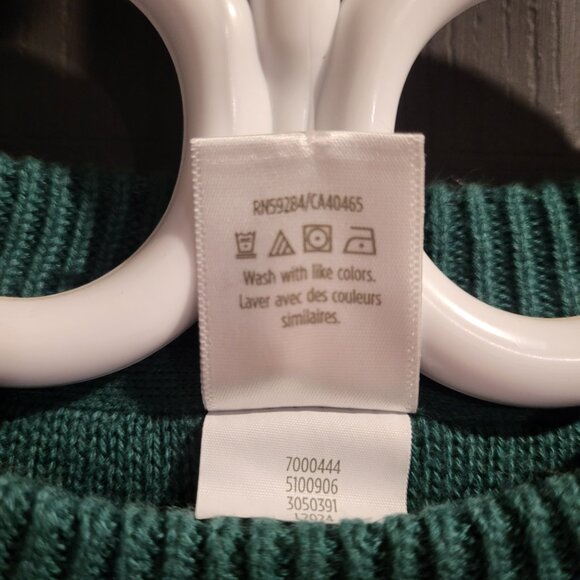 RN59284/CA40465
Wash with like colors.
Laver avec des couleurs
similaires.
7000444
5100906
3050391